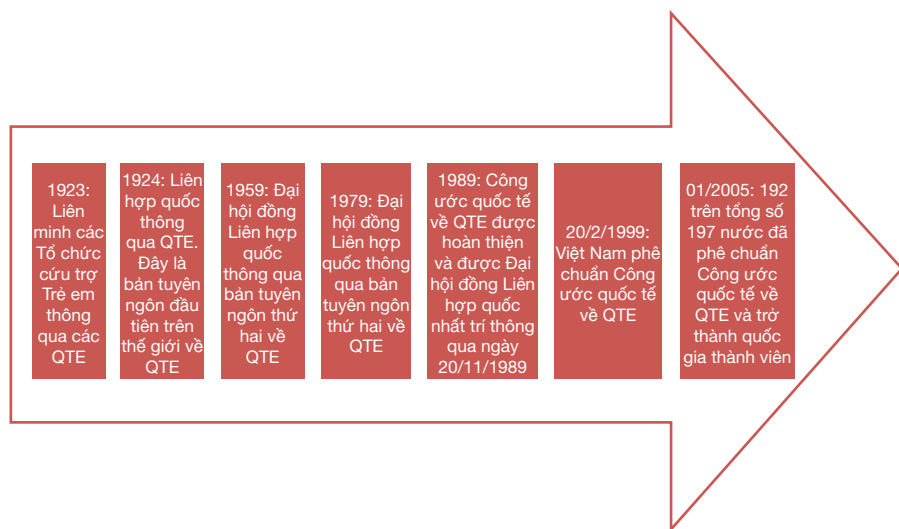 1923:
Liên
minh các
Tổ chức
cứu trợ
Trẻ em
thông
qua các
QTE
1924: Liên
hợp quốc
thông
qua QTE.
Đây là
bản tuyên
ngôn đầu
tiên trên
thế giới về
QTE
1959: Đại
hội đồng
Liên hợp
quốc
thông qua
bản tuyên
ngôn thứ
hai về
QTE
1979: Đại
hội đồng
Liên hợp
quốc thông
qua bản
tuyên ngôn
thứ hai về
QTE
1989: Công
ước quốc tế
về QTE được
hoàn thiện
và được Đại
hội đồng Liên
hợp quốc
nhất trí thông
qua ngày
20/11/1989
20/2/1999:
Việt Nam phê
chuẩn Công
ước quốc tế
về QTE
01/2005: 192
trên tổng số
197 nước đã
phê chuẩn
Công ước
quốc tế về
QTE và trở
thành quốc
gia thành viên